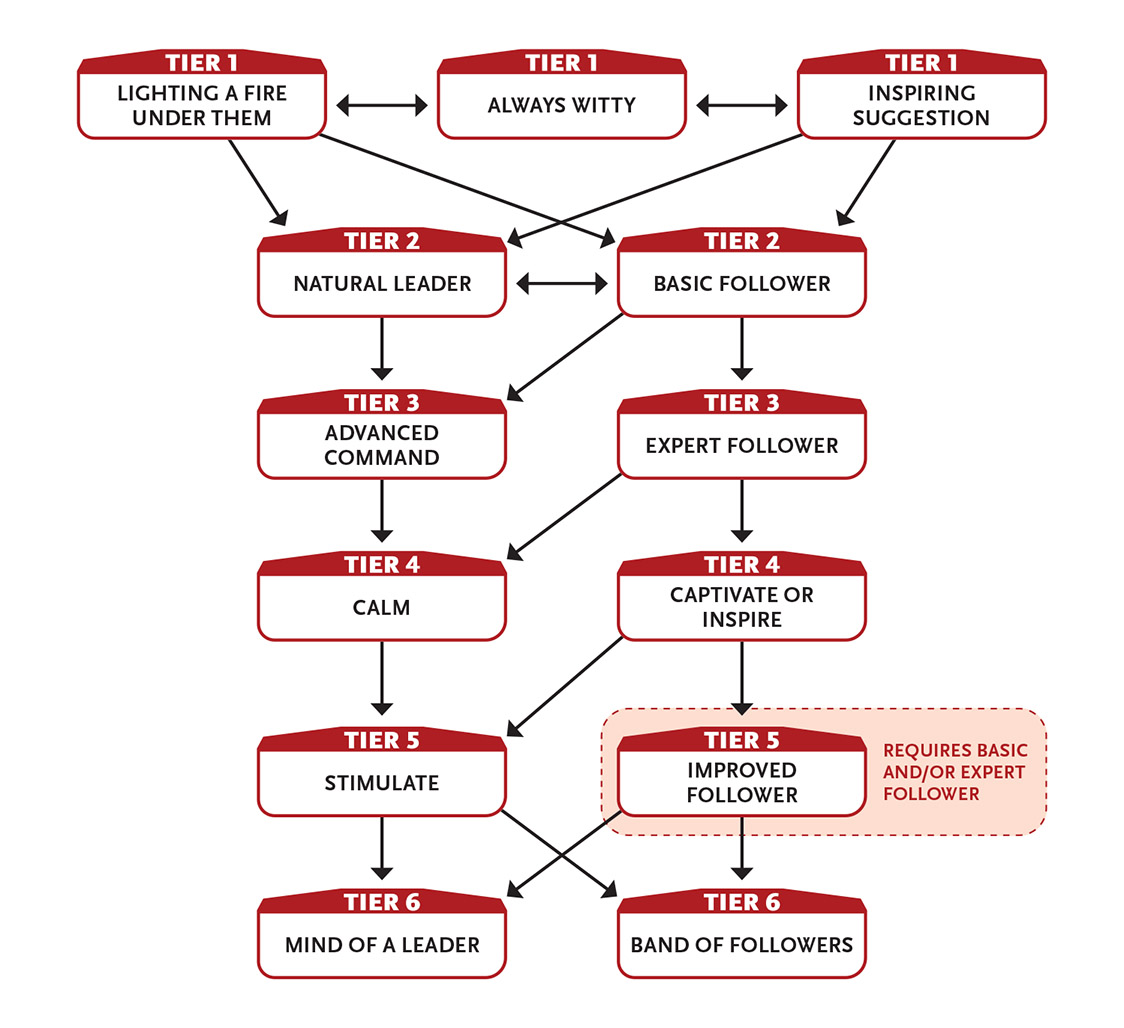 TIER 1
LIGHTING A FIRE
UNDER THEM
TIER 1
ALWAYS WITTY
TIER 1
INSPIRING
SUGGESTION
TIER 2
NATURAL LEADER
TIER 2
BASIC FOLLOWER
TIER 3
ADVANCED
COMMAND
TIER 3
EXPERT FOLLOWER
TIER 4
CALM
TIER 4
CAPTIVATE OR
INSPIRE
TIER 5
STIMULATE
TIER 5
IMPROVED
FOLLOWER
REQUIRES BASIC
AND/OR EXPERT
FOLLOWER
TIER 6
MIND OF A LEADER
TIER 6
BAND OF FOLLOWERS